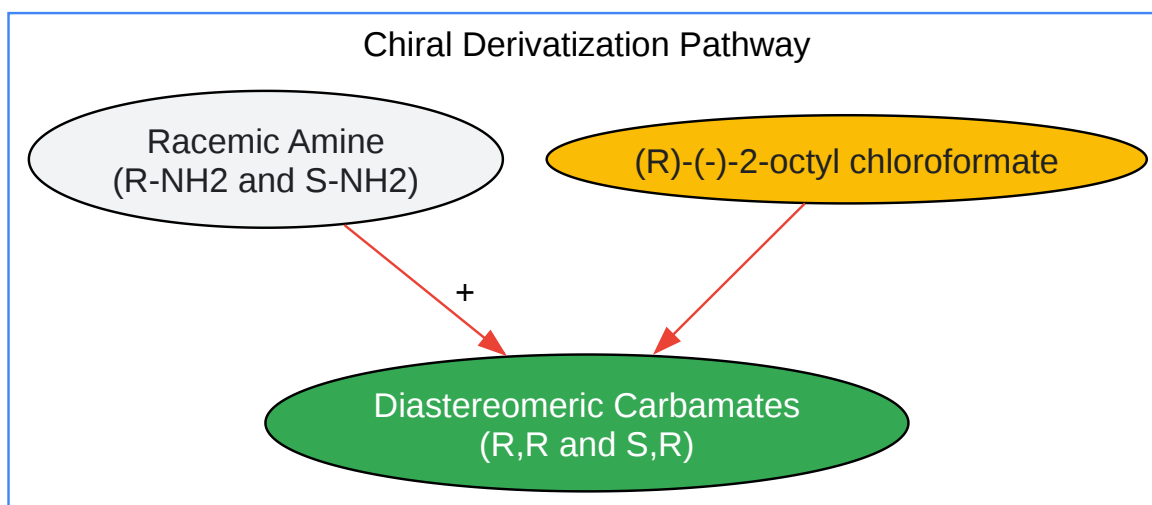 Chiral Derivatization Pathway
Racemic Amine
(R-NH2 and S-NH2)
(R)-(-)-2-octyl chloroformate
+
Diastereomeric Carbamates
(R,R and S,R)